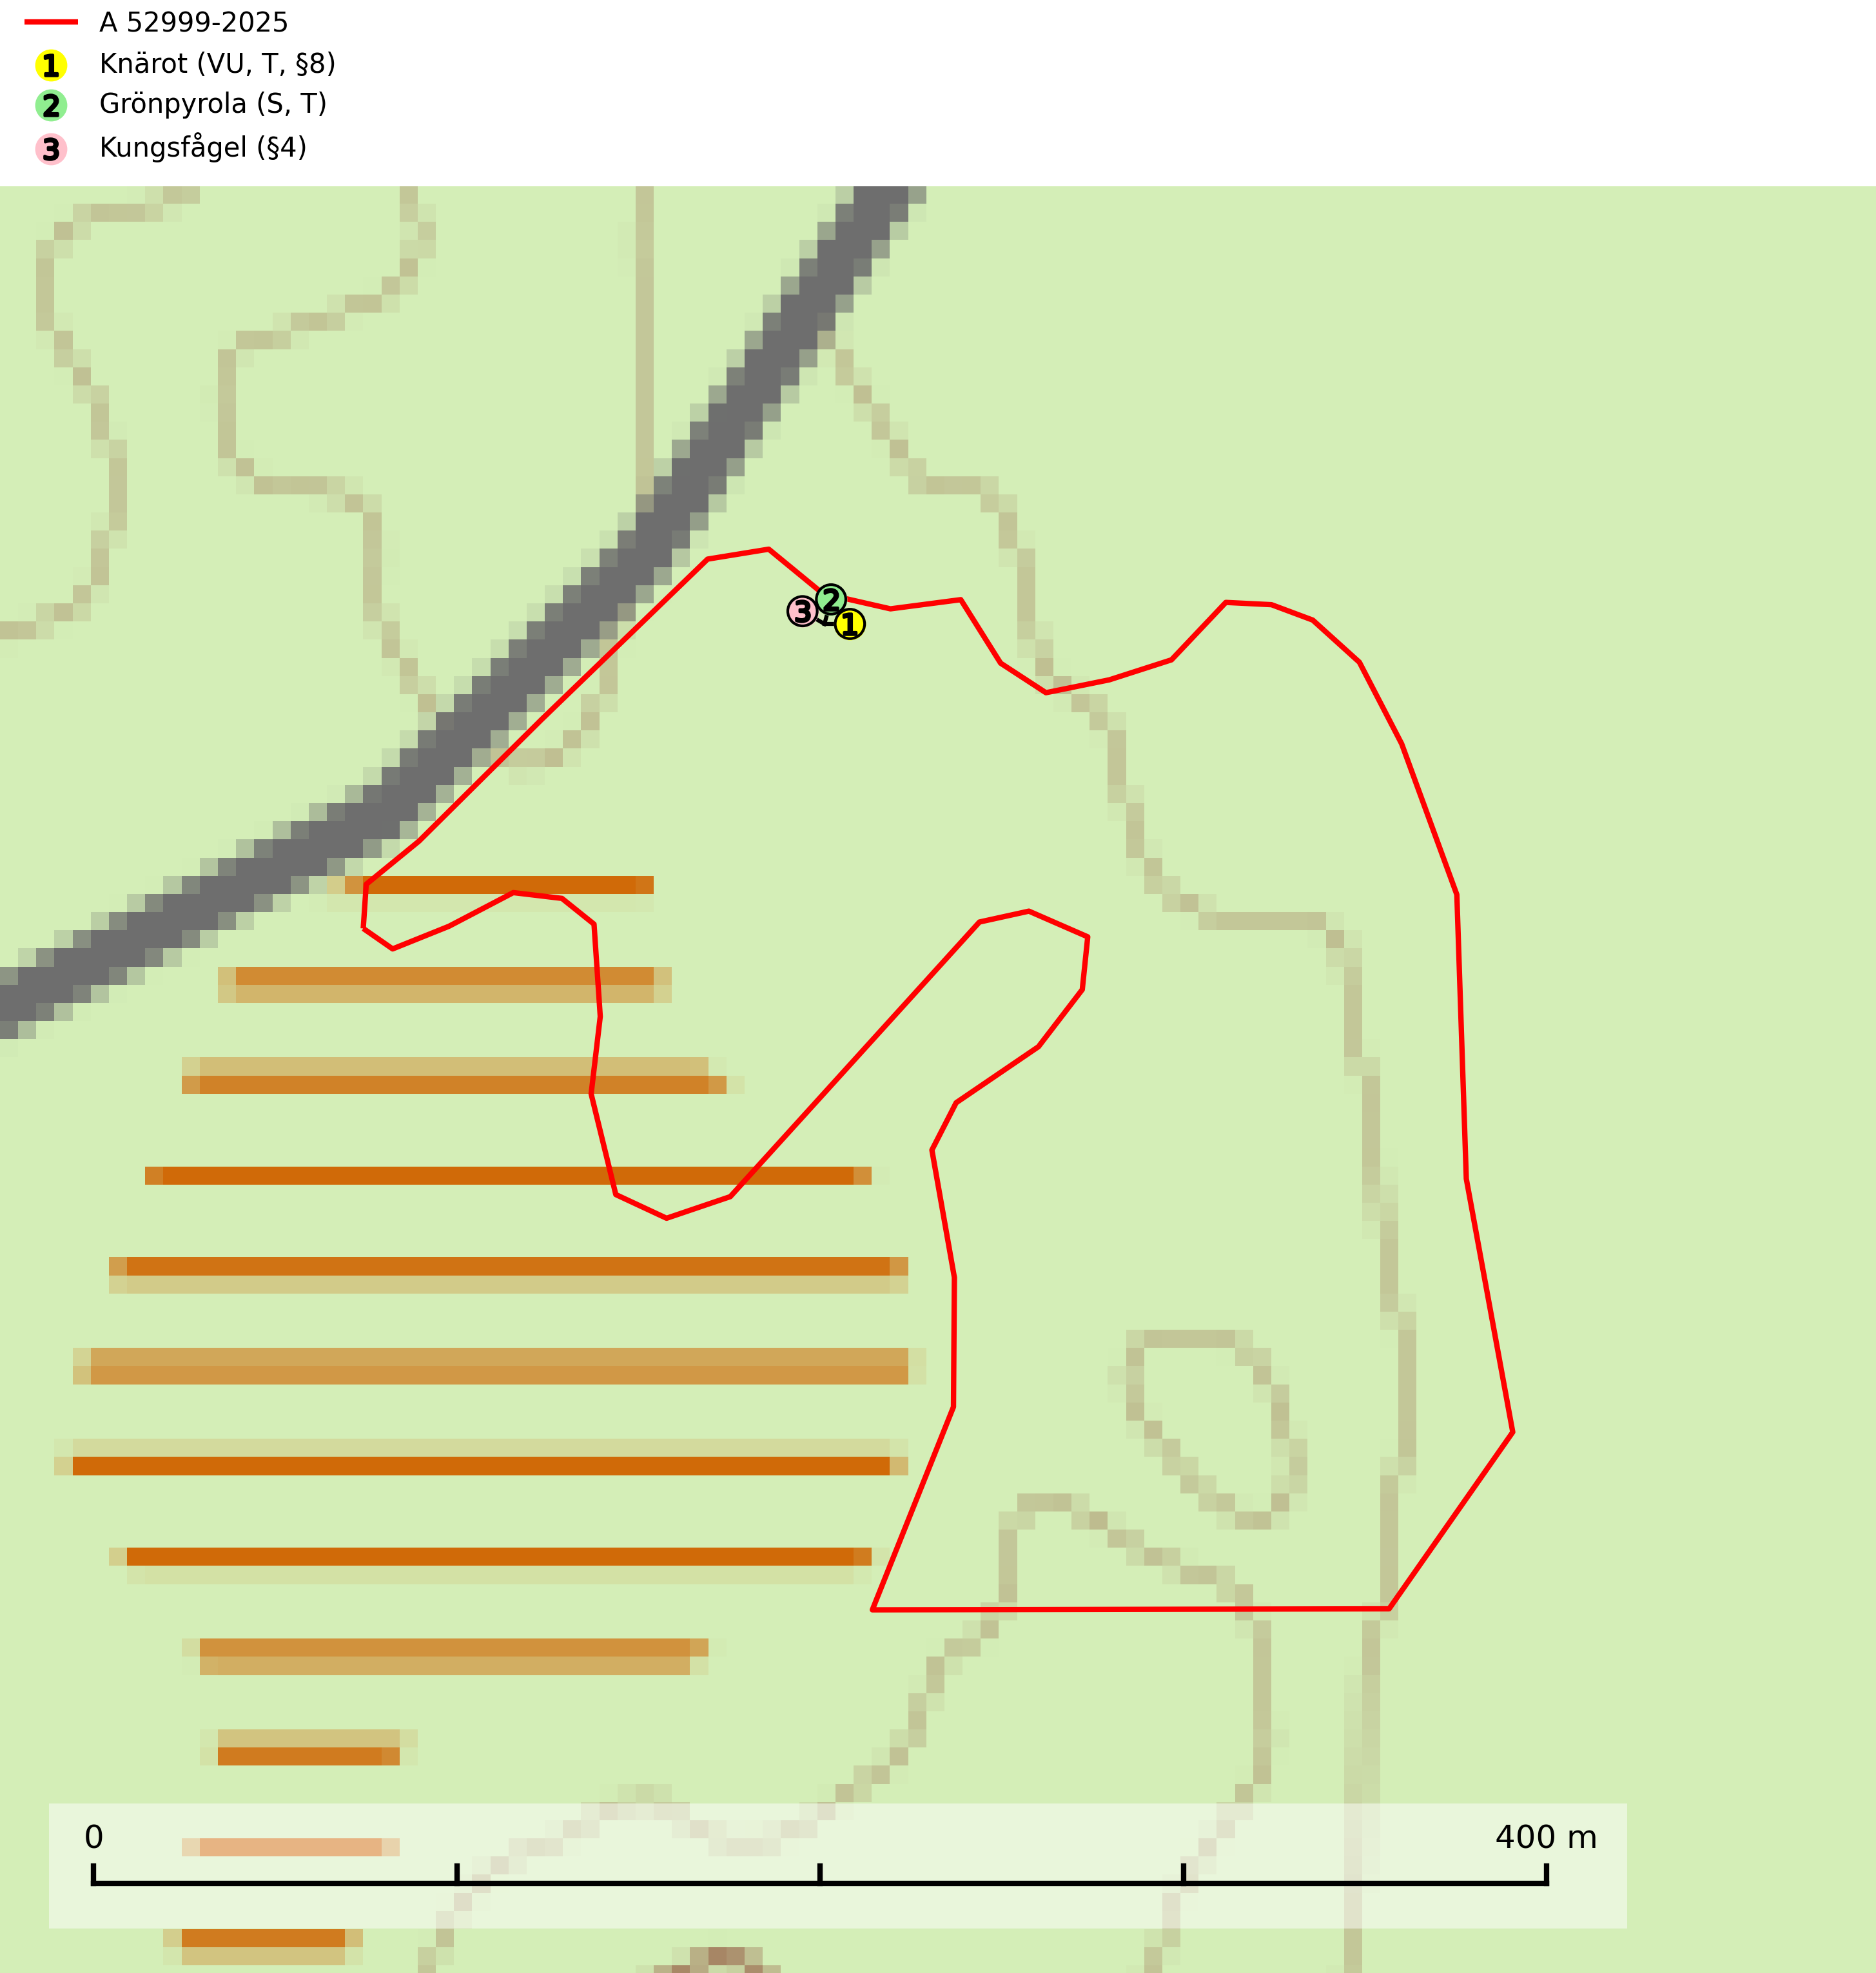 A 52999-2025
1 Knärot (VU, T, §8)
2 Grönpyrola (S, T)
3 Kungsfågel (§4)
2
3
1
0 400 m